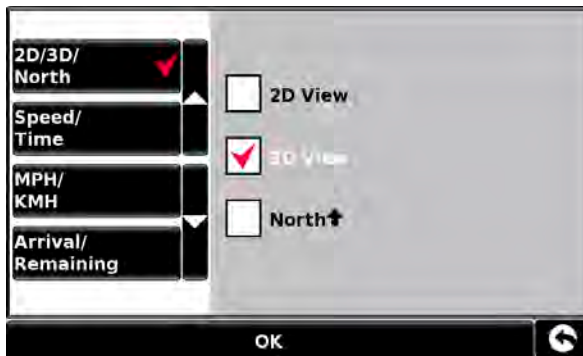 2D/3D/
North
Speed/
Time
MPH/
KMH
Arrival/
Remaining
2D View
3D View
North
OK